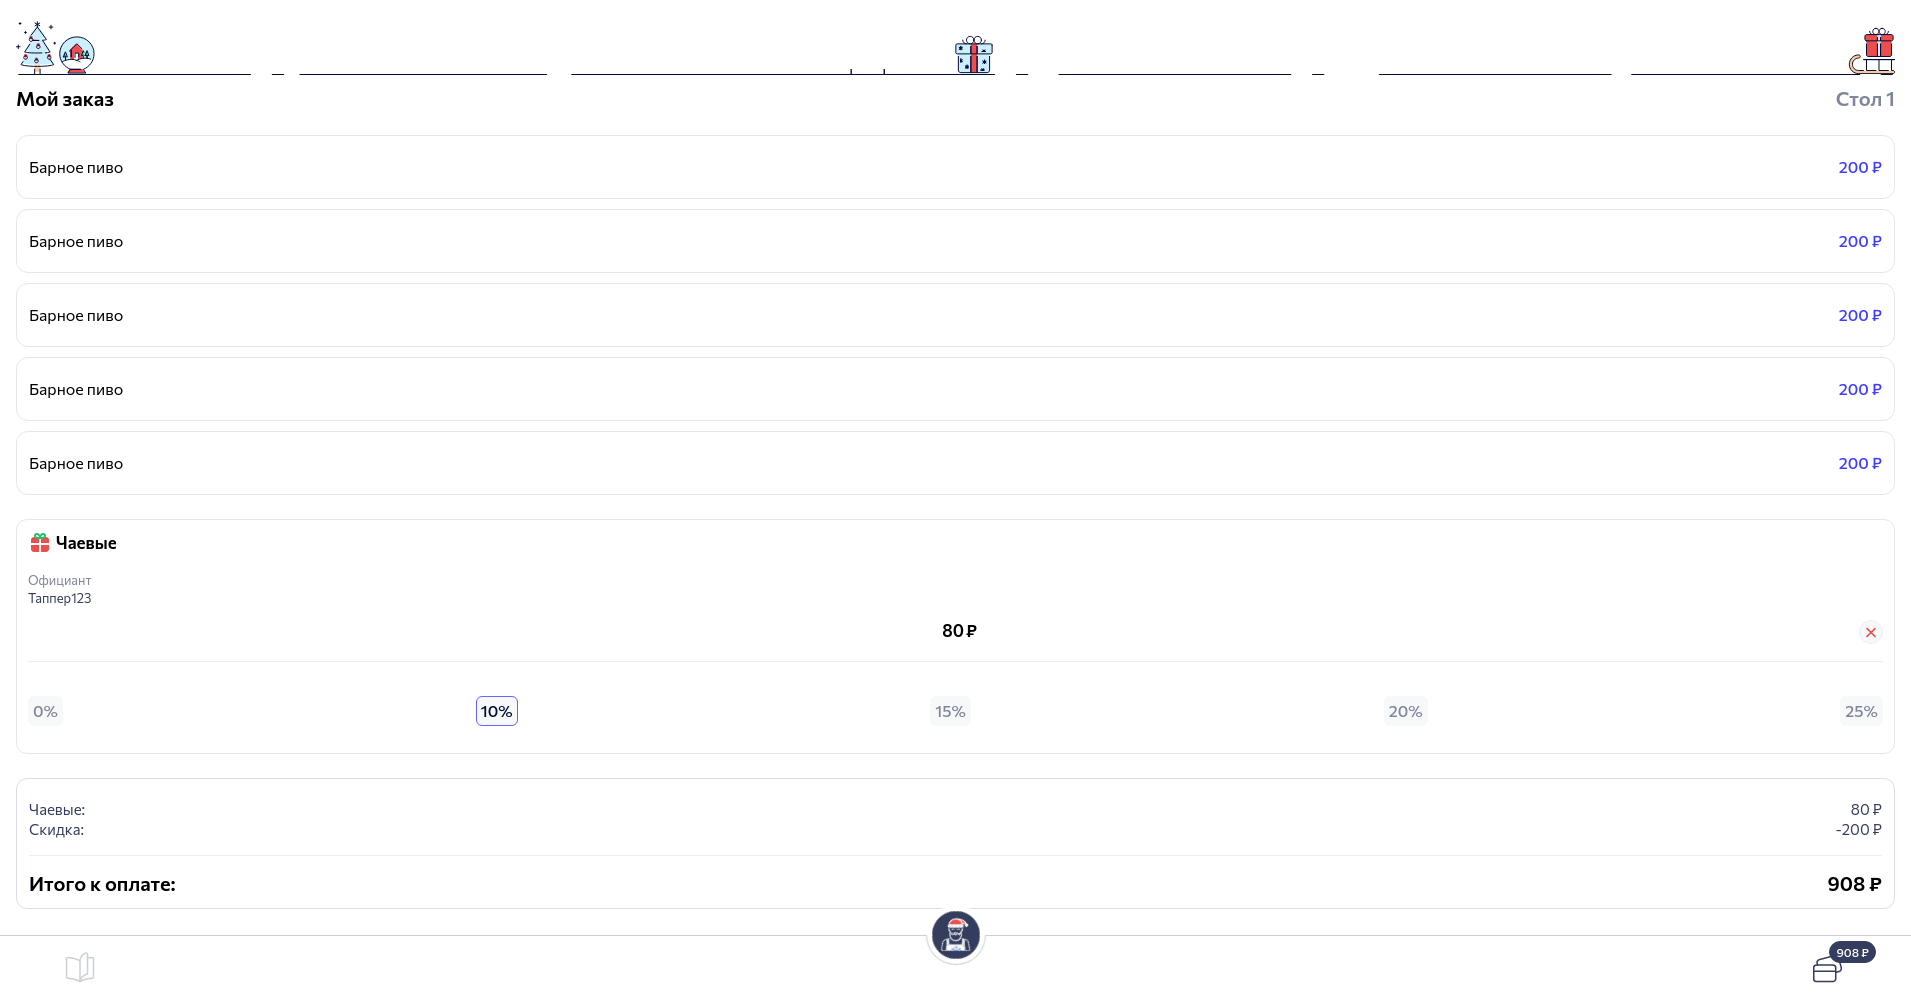 Мой заказ
Стол 1
Барное пиво
200 ₽
Барное пиво
200 ₽
Барное пиво
200 ₽
Барное пиво
200 ₽
Барное пиво
200 ₽
Чаевые
Официант
Таппер123
80 ₽
0%
10%
15%
20%
25%
Чаевые:
80 ₽
Скидка:
-200 ₽
Итого к оплате:
908 ₽
908 ₽